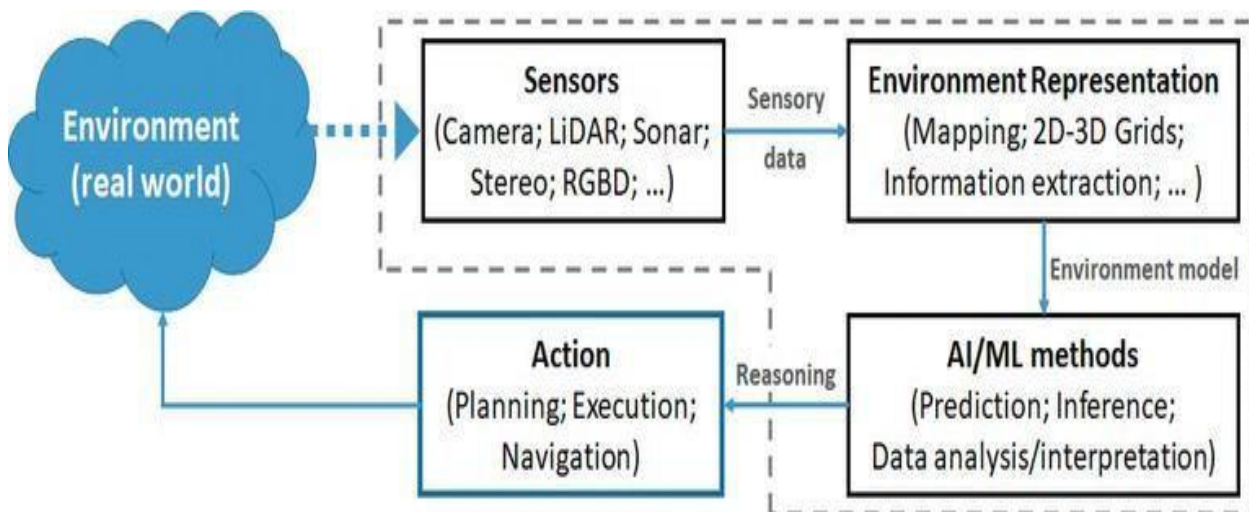 Environment
(real world)
Sensors
(Camera; LiDAR; Sonar;
Stereo; RGBD; ...)
Sensory
data
Environment Representation
(Mapping; 2D-3D Grids;
Information extraction; ... )
Environment model
AI/ML methods
(Prediction; Inference;
Data analysis/interpretation)
Reasoning
Action
(Planning; Execution;
Navigation)